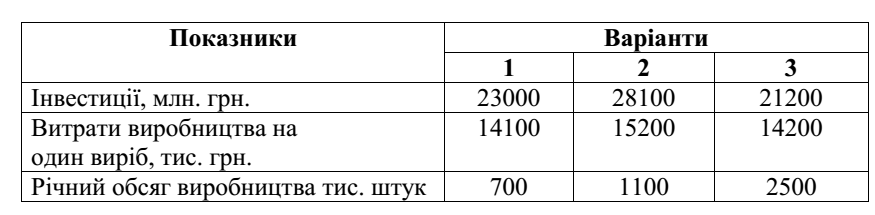 Показники Варіанти
1 2 3
Інвестиції, млн. грн. 23000 28100 21200
Витрати виробництва на 14100 15200 14200
один виріб, тис. грн.
Річний обсяг виробництва тис. штук 700 1100 2500